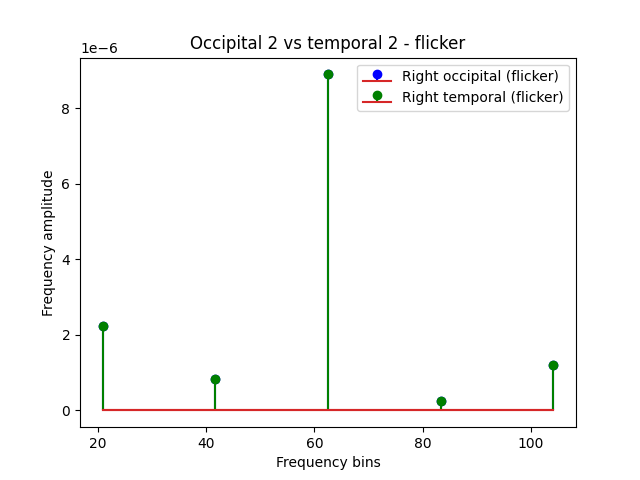 Occipital 2 vs temporal 2 - flicker
1e−6
Right occipital (flicker)
Right temporal (flicker)
Frequency amplitude
8
6
4
2
0
20 40 60 80 100
Frequency bins